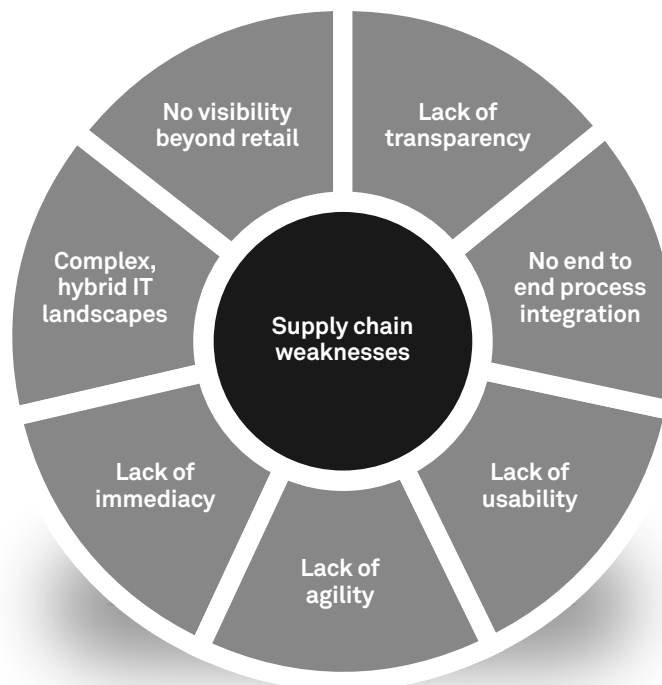 No visibility
beyond retail
Lack of
transparency
Complex,
hybrid IT
landscapes
No end to
end process
integration
Supply chain
weaknesses
Lack of
immediacy
Lack of
usability
Lack of
agility